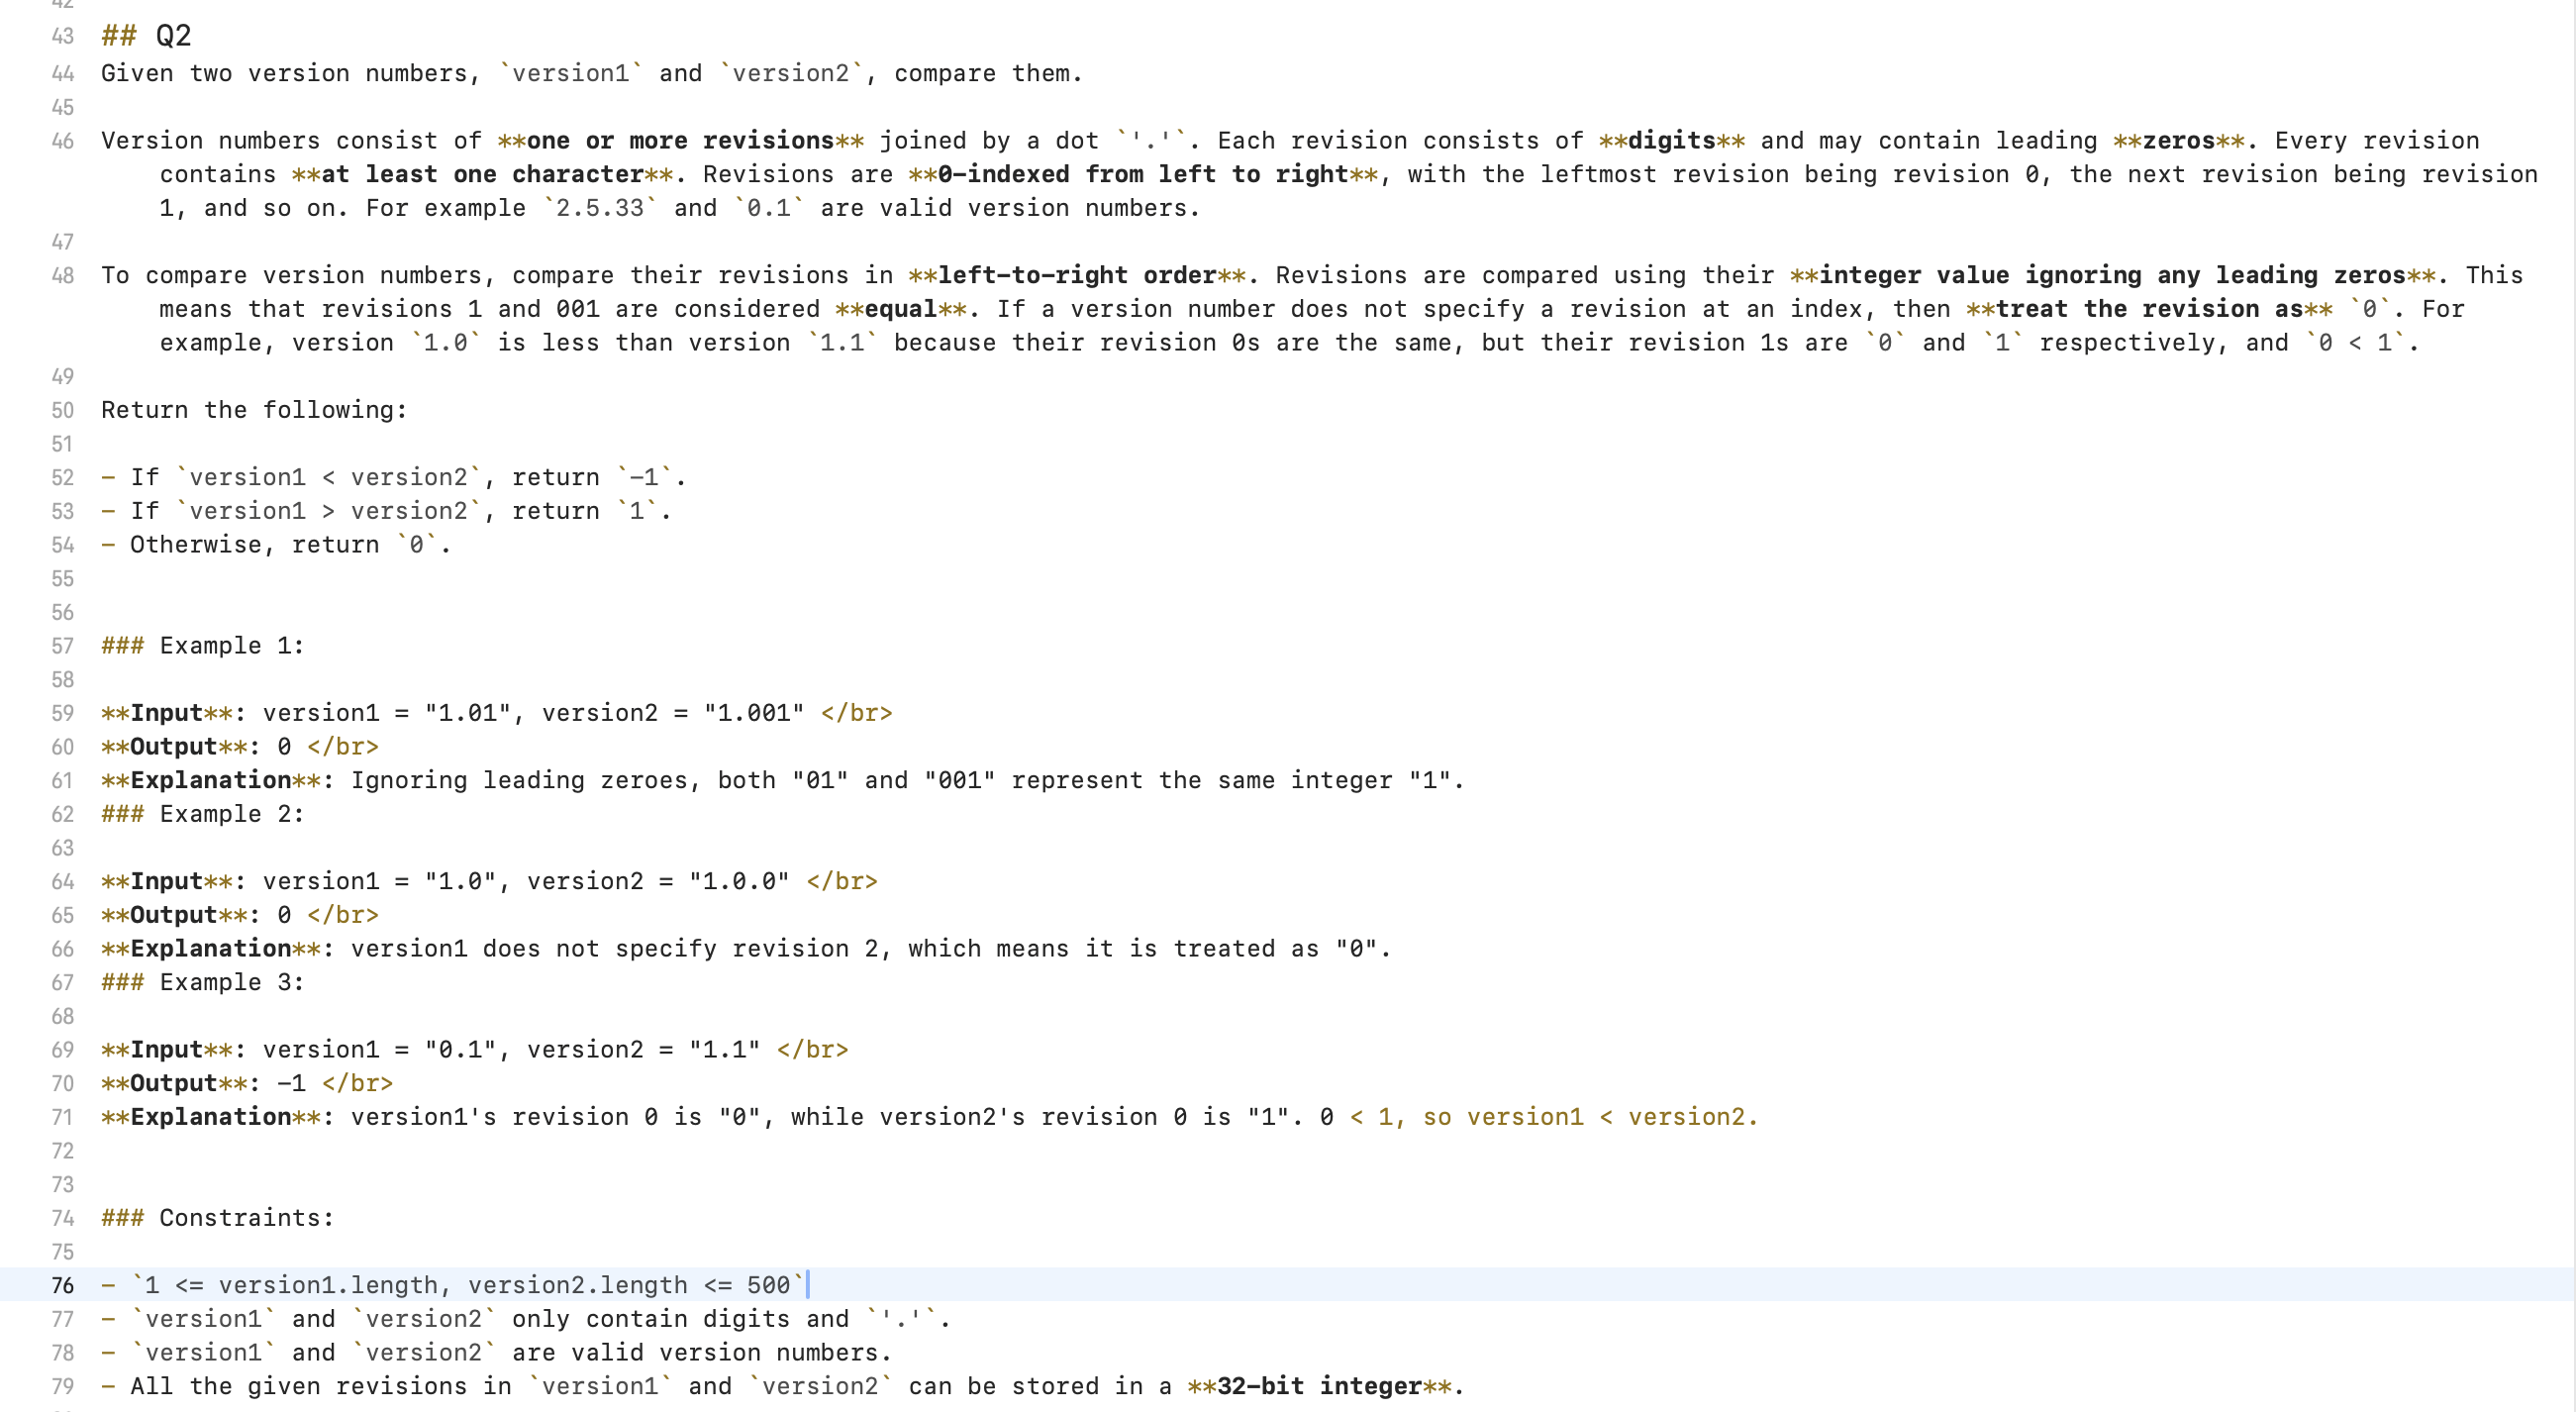 42
43 ## Q2
44 Given two version numbers, `version1` and `version2`, compare them.
45
46 Version numbers consist of **one or more revisions** joined by a dot `'.'`. Each revision consists of **digits** and may contain leading **zeros**. Every revision
contains **at least one character**. Revisions are **0-indexed from left to right**, with the leftmost revision being revision 0, the next revision being revision
1, and so on. For example `2.5.33` and `0.1` are valid version numbers.
47
48 To compare version numbers, compare their revisions in **left-to-right order**. Revisions are compared using their **integer value ignoring any leading zeros**. This
means that revisions 1 and 001 are considered **equal**. If a version number does not specify a revision at an index, then **treat the revision as** `0`. For
example, version `1.0` is less than version `1.1` because their revision 0s are the same, but their revision 1s are `0` and `1` respectively, and `0 < 1`.
49
50 Return the following:
51
52 - If `version1 < version2`, return `-1`.
53 - If `version1 > version2`, return `1`.
54 - Otherwise, return `0`.
55
56
57 ### Example 1:
58
59 **Input**: version1 = "1.01", version2 = "1.001" </br>
60 **Output**: 0 </br>
61 **Explanation**: Ignoring leading zeroes, both "01" and "001" represent the same integer "1".
62 ### Example 2:
63
64 **Input**: version1 = "1.0", version2 = "1.0.0" </br>
65 **Output**: 0 </br>
66 **Explanation**: version1 does not specify revision 2, which means it is treated as "0".
67 ### Example 3:
68
69 **Input**: version1 = "0.1", version2 = "1.1" </br>
70 **Output**: -1 </br>
71 **Explanation**: version1's revision 0 is "0", while version2's revision 0 is "1". 0 < 1, so version1 < version2.
72
73
74 ### Constraints:
75
76 - `1 <= version1.length, version2.length <= 500`
77 - `version1` and `version2` only contain digits and `'.'`.
78 - `version1` and `version2` are valid version numbers.
79 - All the given revisions in `version1` and `version2` can be stored in a **32-bit integer**.